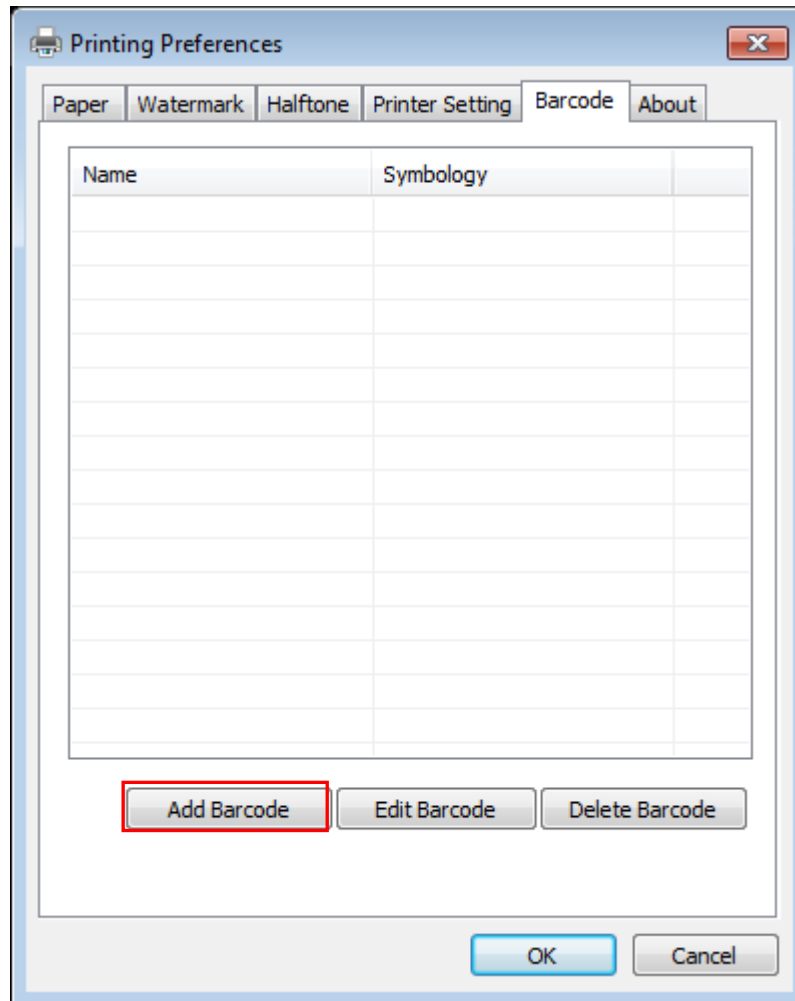 Printing Preferences
Paper Watermark Halftone Printer Setting Barcode About
Name Symbology
Add Barcode Edit Barcode Delete Barcode
OK Cancel